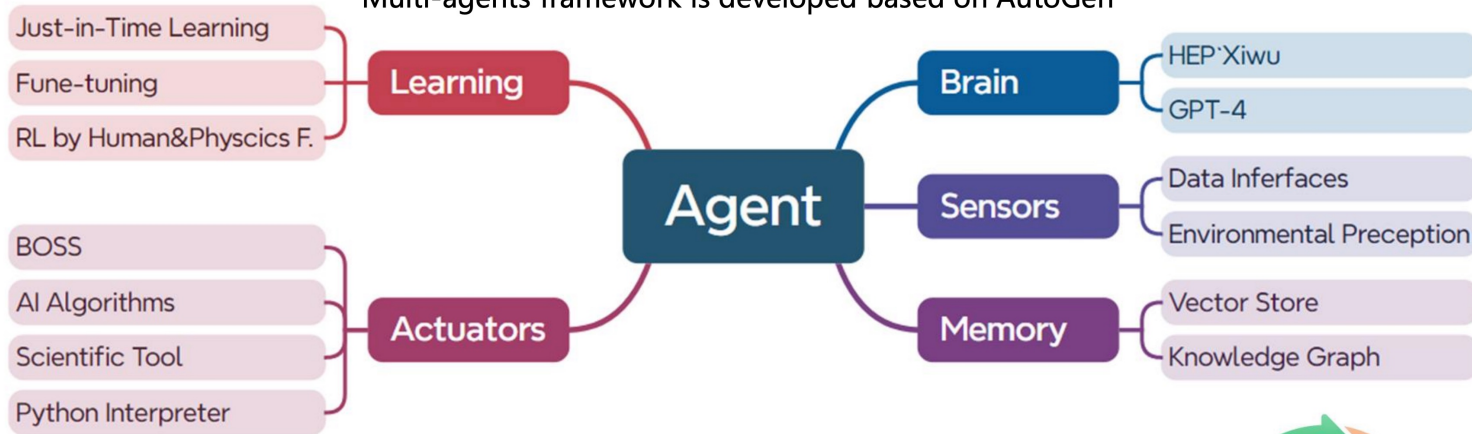 Multi-agents framework is developed based on AutoGen
Just-in-Time Learning
Fune-tuning
RL by Human&Physcics F.
Learning
BOSS
AI Algorithms
Scientific Tool
Python Interpreter
Actuators
Agent
Brain
HEP·Xiwu
GPT-4
Sensors
Data Inferfaces
Environmental Preception
Memory
Vector Store
Knowledge Graph